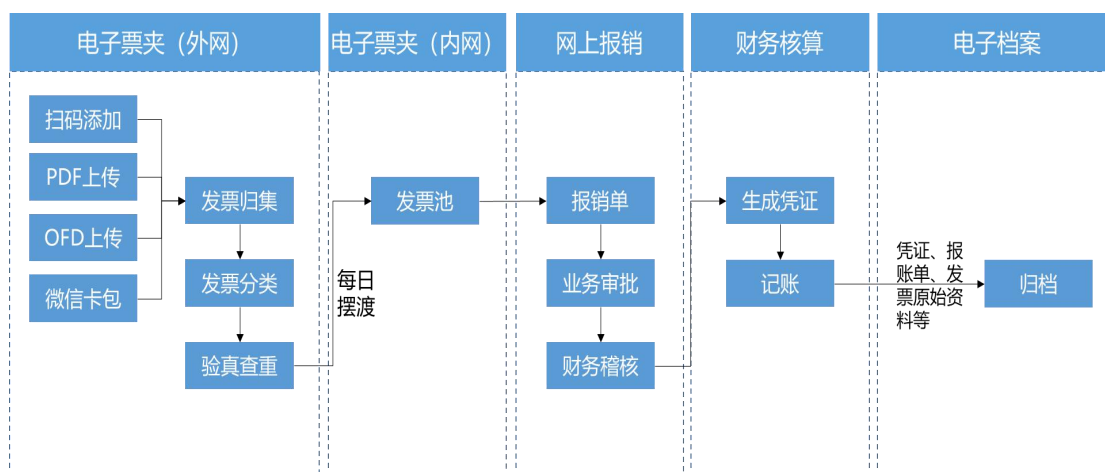 电子票夹（外网）
电子票夹（内网）
网上报销
财务核算
电子档案
扫码添加
PDF上传
OFD上传
微信卡包
发票归集
发票分类
验真查重
每日
摆渡
发票池
报销单
业务审批
财务稽核
生成凭证
记账
凭证、报
账单、发
票原始资
料等
归档